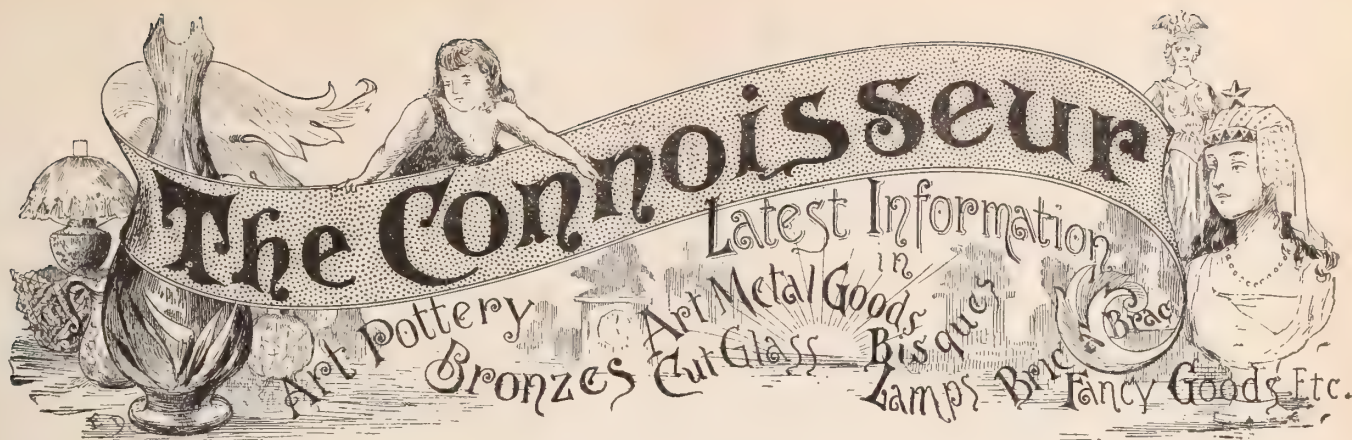 The Connoisseur
Latest Information
in
Art Pottery Art Metal Goods Bisques
Bronzes Cut Glass Lamps Bric A Brac
Fancy Goods Etc.